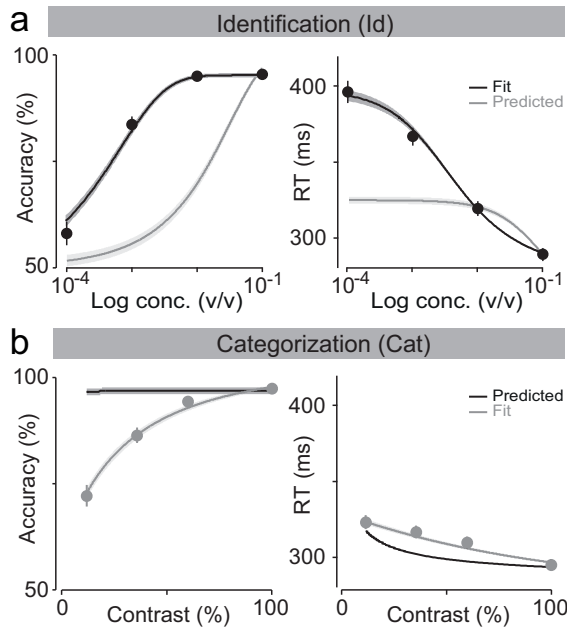 a
Identification (Id)
100
Accuracy (%)
50
10-4
10-1
Log conc. (v/v)
400
RT (ms)
300
Fit
Predicted
10-4
10-1
Log conc. (v/v)
b
Categorization (Cat)
100
Accuracy (%)
50
0
100
Contrast (%)
400
RT (ms)
300
Predicted
Fit
0
100
Contrast (%)